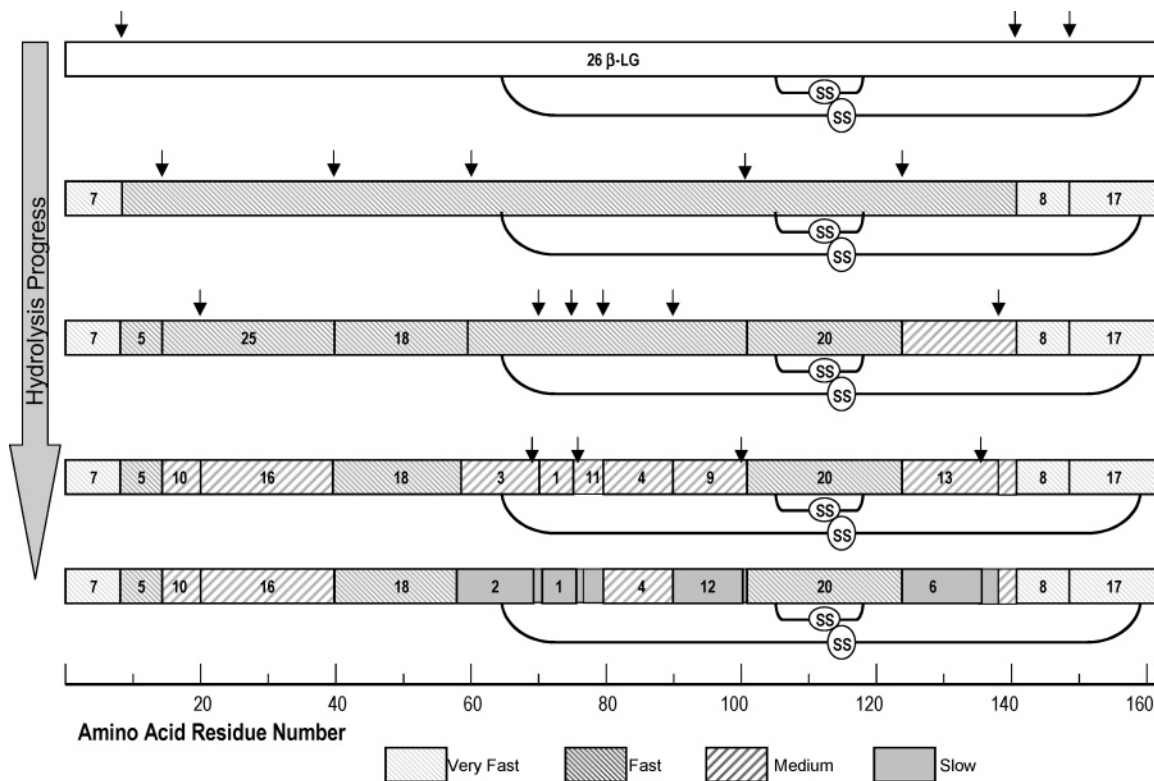 26 β-LG
SS
SS
7 8 17
SS
SS
7 5 25 18 20 8 17
SS
SS
7 5 10 16 18 3 1 11 4 9 20 13 8 17
SS
SS
7 5 10 16 18 2 1 4 12 20 6 8 17
SS
SS
Hydrolysis Progress
20 40 60 80 100 120 140 160
Amino Acid Residue Number
Very Fast Fast Medium Slow